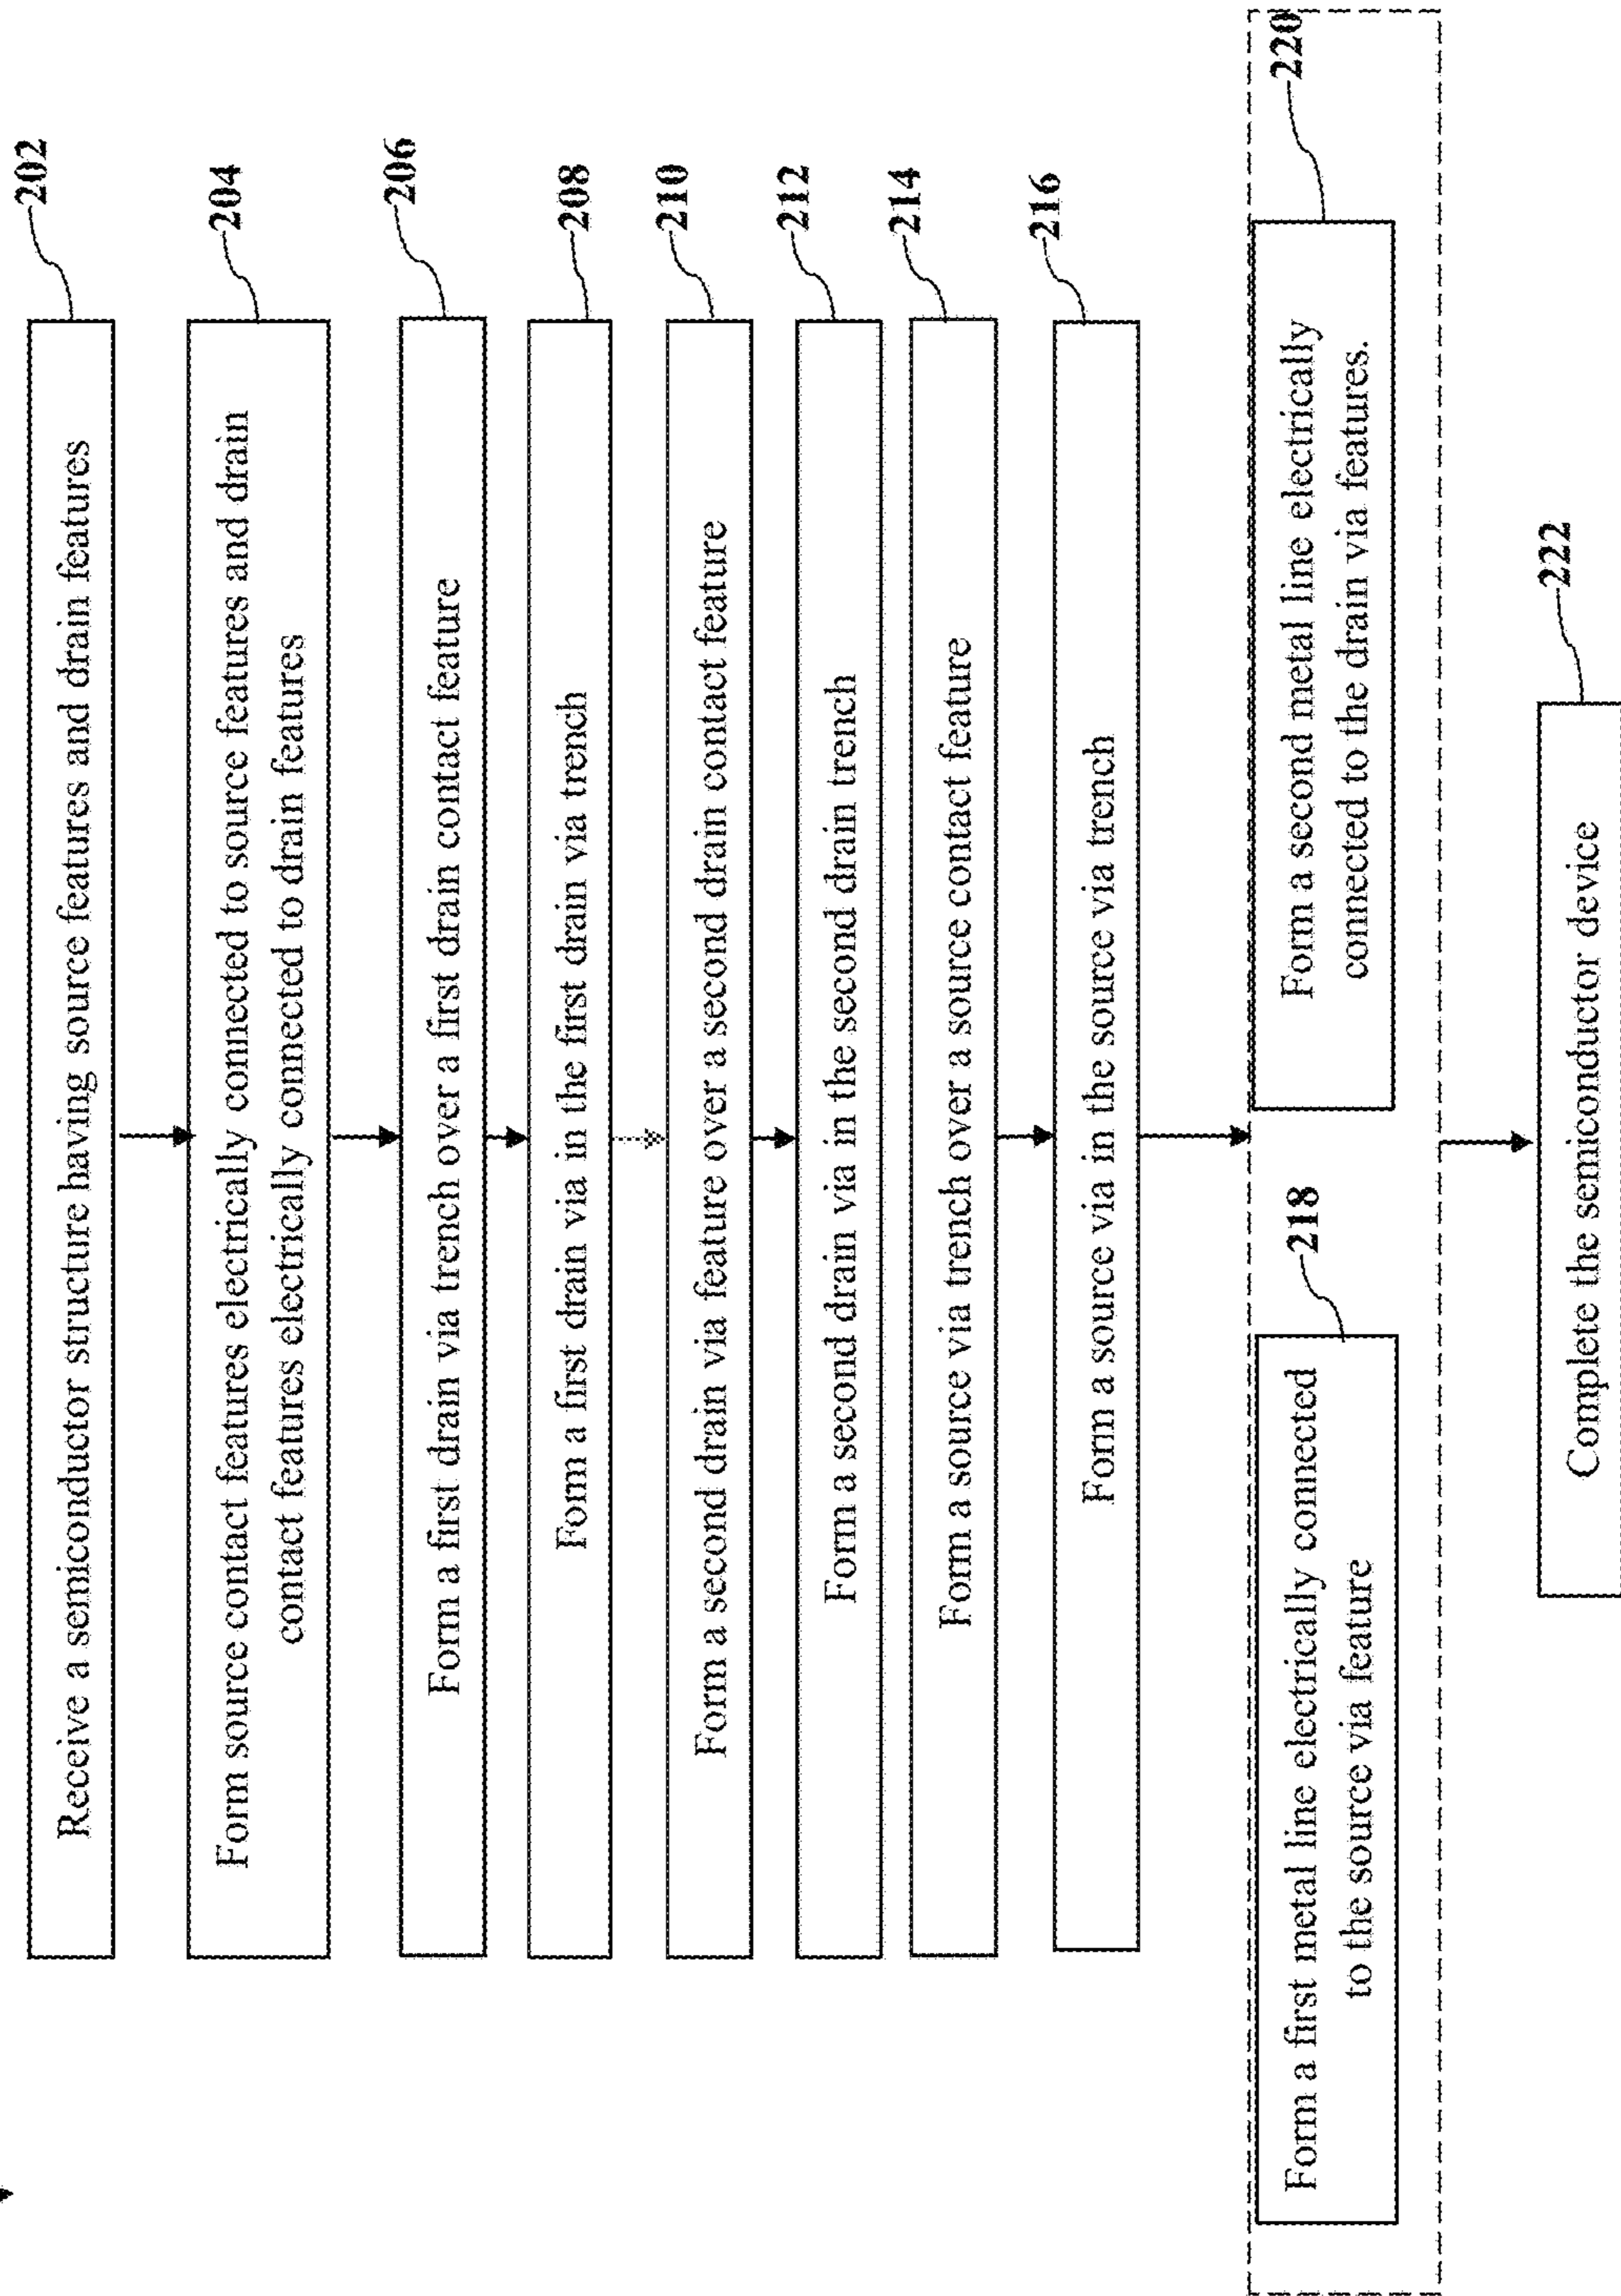 202
Receive a semiconductor structure having source features and drain features
204
Form source contact features electrically connected to source features and drain
contact features electrically connected to drain features
206
Form a first drain via trench over a first drain contact feature
208
Form a first drain via in the first drain via trench
210
Form a second drain via feature over a second drain contact feature
212
Form a second drain via in the second drain trench
214
Form a source via trench over a source contact feature
216
Form a source via in the source via trench
218
Form a first metal line electrically connected
to the source via feature
220
Form a second metal line electrically
connected to the drain via features.
222
Complete the semiconductor device